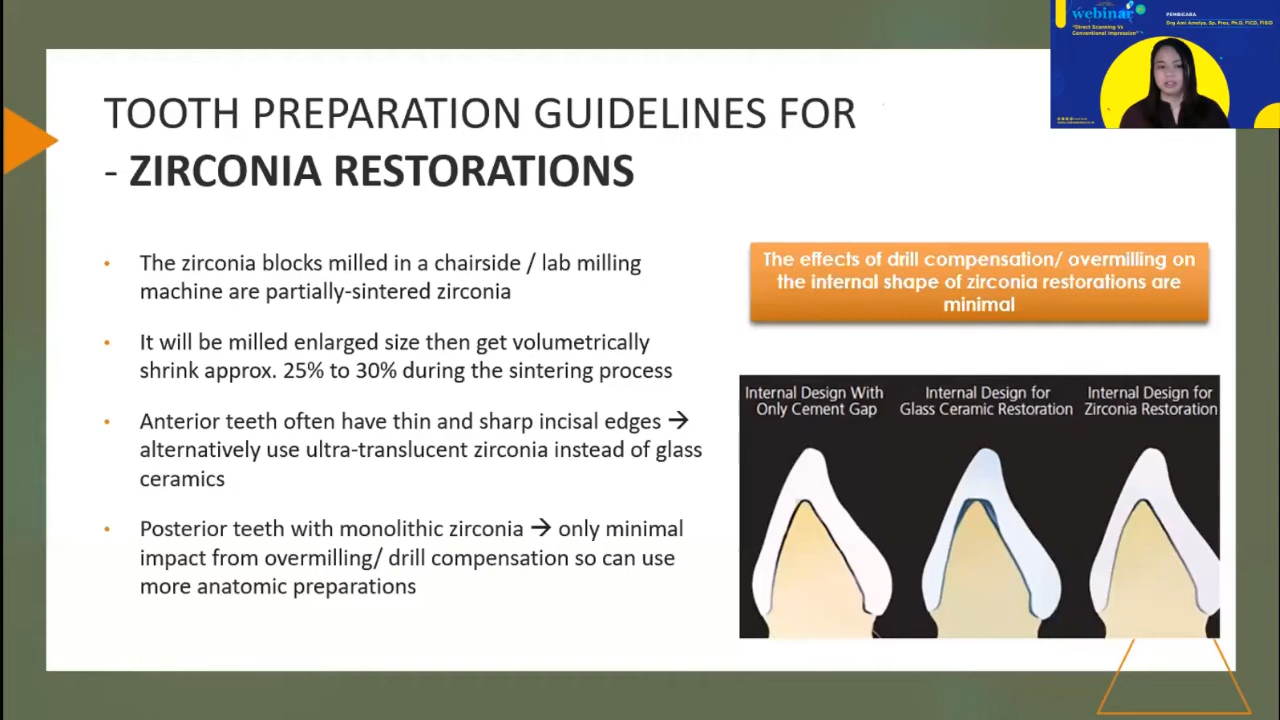 webinar
PEMBICARA
Drg Ami Amelya, Sp. Pros, Ph.D, FICD, FISID
"Direct Scanning Vs
Conventional Impression"
TOOTH PREPARATION GUIDELINES FOR
- ZIRCONIA RESTORATIONS
• The zirconia blocks milled in a chairside / lab milling
machine are partially-sintered zirconia
• It will be milled enlarged size then get volumetrically
shrink approx. 25% to 30% during the sintering process
• Anterior teeth often have thin and sharp incisal edges →
alternatively use ultra-translucent zirconia instead of glass
ceramics
• Posterior teeth with monolithic zirconia → only minimal
impact from overmilling/ drill compensation so can use
more anatomic preparations
The effects of drill compensation/ overmilling on
the internal shape of zirconia restorations are
minimal
Internal Design With
Only Cement Gap
Internal Design for
Glass Ceramic Restoration
Internal Design for
Zirconia Restoration